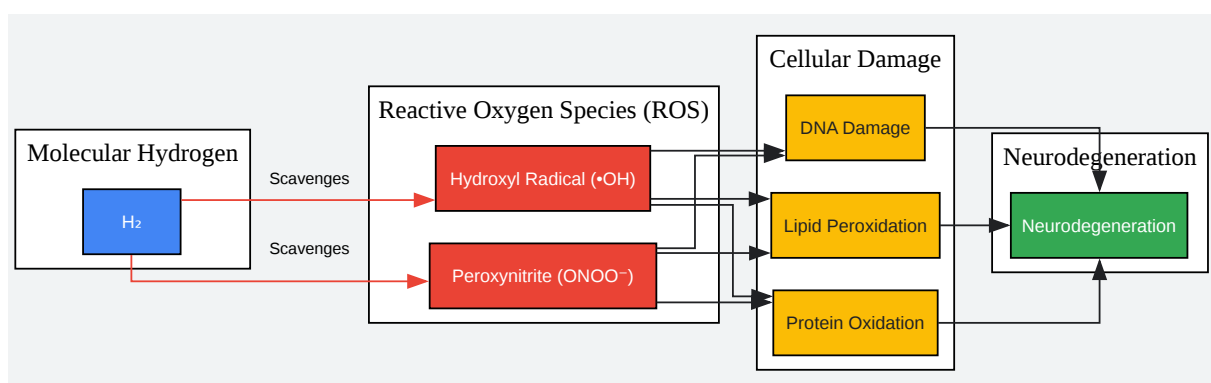 Molecular Hydrogen
H₂
Scavenges
Scavenges
Reactive Oxygen Species (ROS)
Hydroxyl Radical (•OH)
Peroxynitrite (ONOO⁻)
Cellular Damage
DNA Damage
Lipid Peroxidation
Protein Oxidation
Neurodegeneration
Neurodegeneration